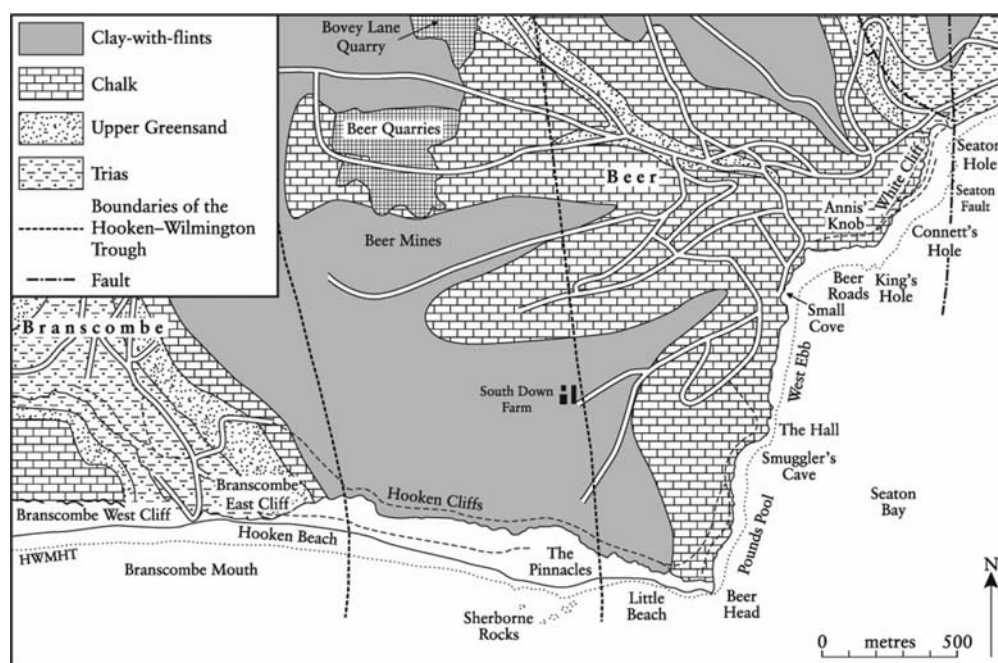 Clay-with-flints
Chalk
Upper Greensand
Trias
Boundaries of the
Hooken–Wilmington
Trough
Fault
Bovey Lane
Quarry
Beer Quarries
Beer
Beer Mines
Annis'
Knob
White Cliff
Seaton
Hole
Seaton
Fault
Connett's
Hole
King's
Hole
Beer
Roads
Small
Cove
West Ebb
Branscombe
South Down
Farm
The Hall
Smuggler's
Cave
Seaton
Bay
Pounds Pool
Branscombe West Cliff
Branscombe
East Cliff
Hooken Cliffs
Hooken Beach
HWMHT
Branscombe Mouth
The
Pinnacles
Sherborne
Rocks
Little
Beach
Beer
Head
N
0 metres 500